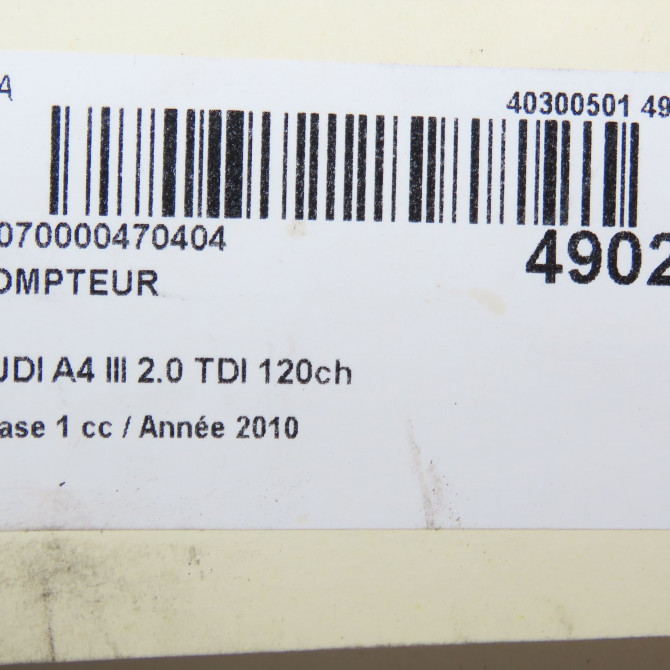 A
40300501 49
070000470404
4902
OMPTEUR
UDI A4 III 2.0 TDI 120ch
ase 1 cc / Année 2010